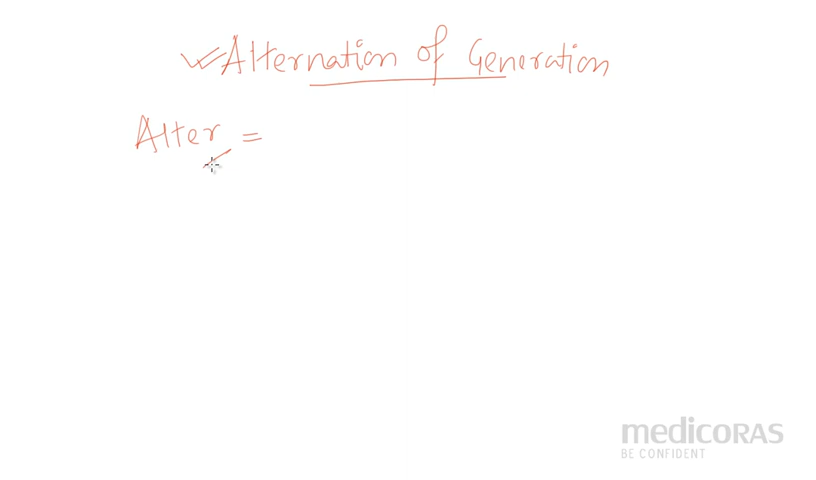 Alternation of Generation
Alter =
medicoRAS
BE CONFIDENT